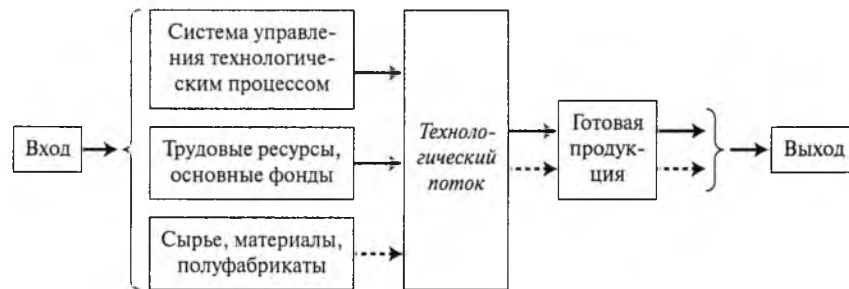 Вход
Система управле-
ния технологиче-
ским процессом
Трудовые ресурсы,
основные фонды
Сырье, материалы,
полуфабрикаты
Техноло-
гический
поток
Готовая
продук-
ция
Выход